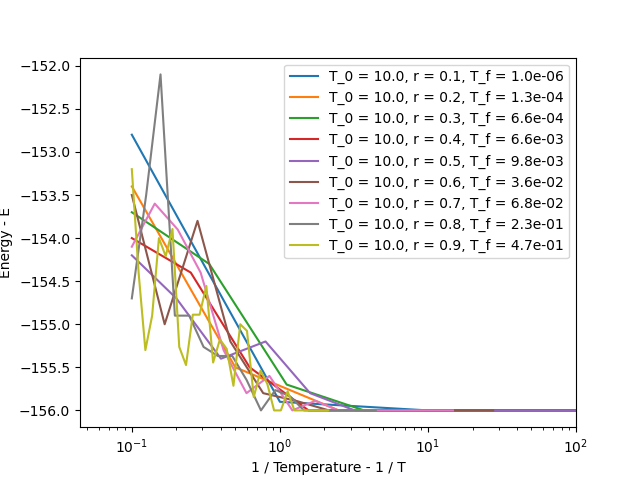 −152.0
−152.5
−153.0
−153.5
−154.0
−154.5
−155.0
−155.5
−156.0
Energy - E
T_0 = 10.0, r = 0.1, T_f = 1.0e-06
T_0 = 10.0, r = 0.2, T_f = 1.3e-04
T_0 = 10.0, r = 0.3, T_f = 6.6e-04
T_0 = 10.0, r = 0.4, T_f = 6.6e-03
T_0 = 10.0, r = 0.5, T_f = 9.8e-03
T_0 = 10.0, r = 0.6, T_f = 3.6e-02
T_0 = 10.0, r = 0.7, T_f = 6.8e-02
T_0 = 10.0, r = 0.8, T_f = 2.3e-01
T_0 = 10.0, r = 0.9, T_f = 4.7e-01
10⁻¹ 10⁰ 10¹ 10²
1 / Temperature - 1 / T